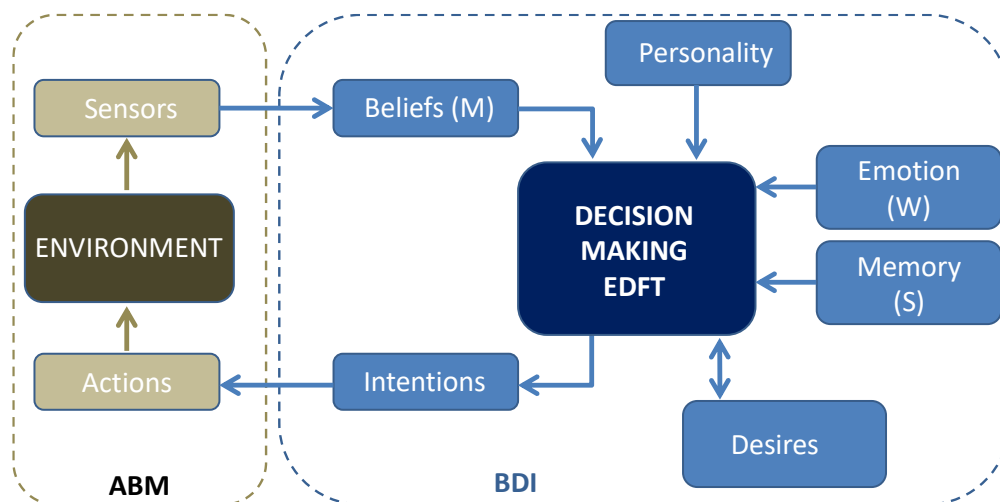 Personality
Sensors
Beliefs (M)
Emotion
(W)
DECISION
MAKING
EDFT
ENVIRONMENT
Memory
(S)
Actions
Intentions
Desires
ABM
BDI